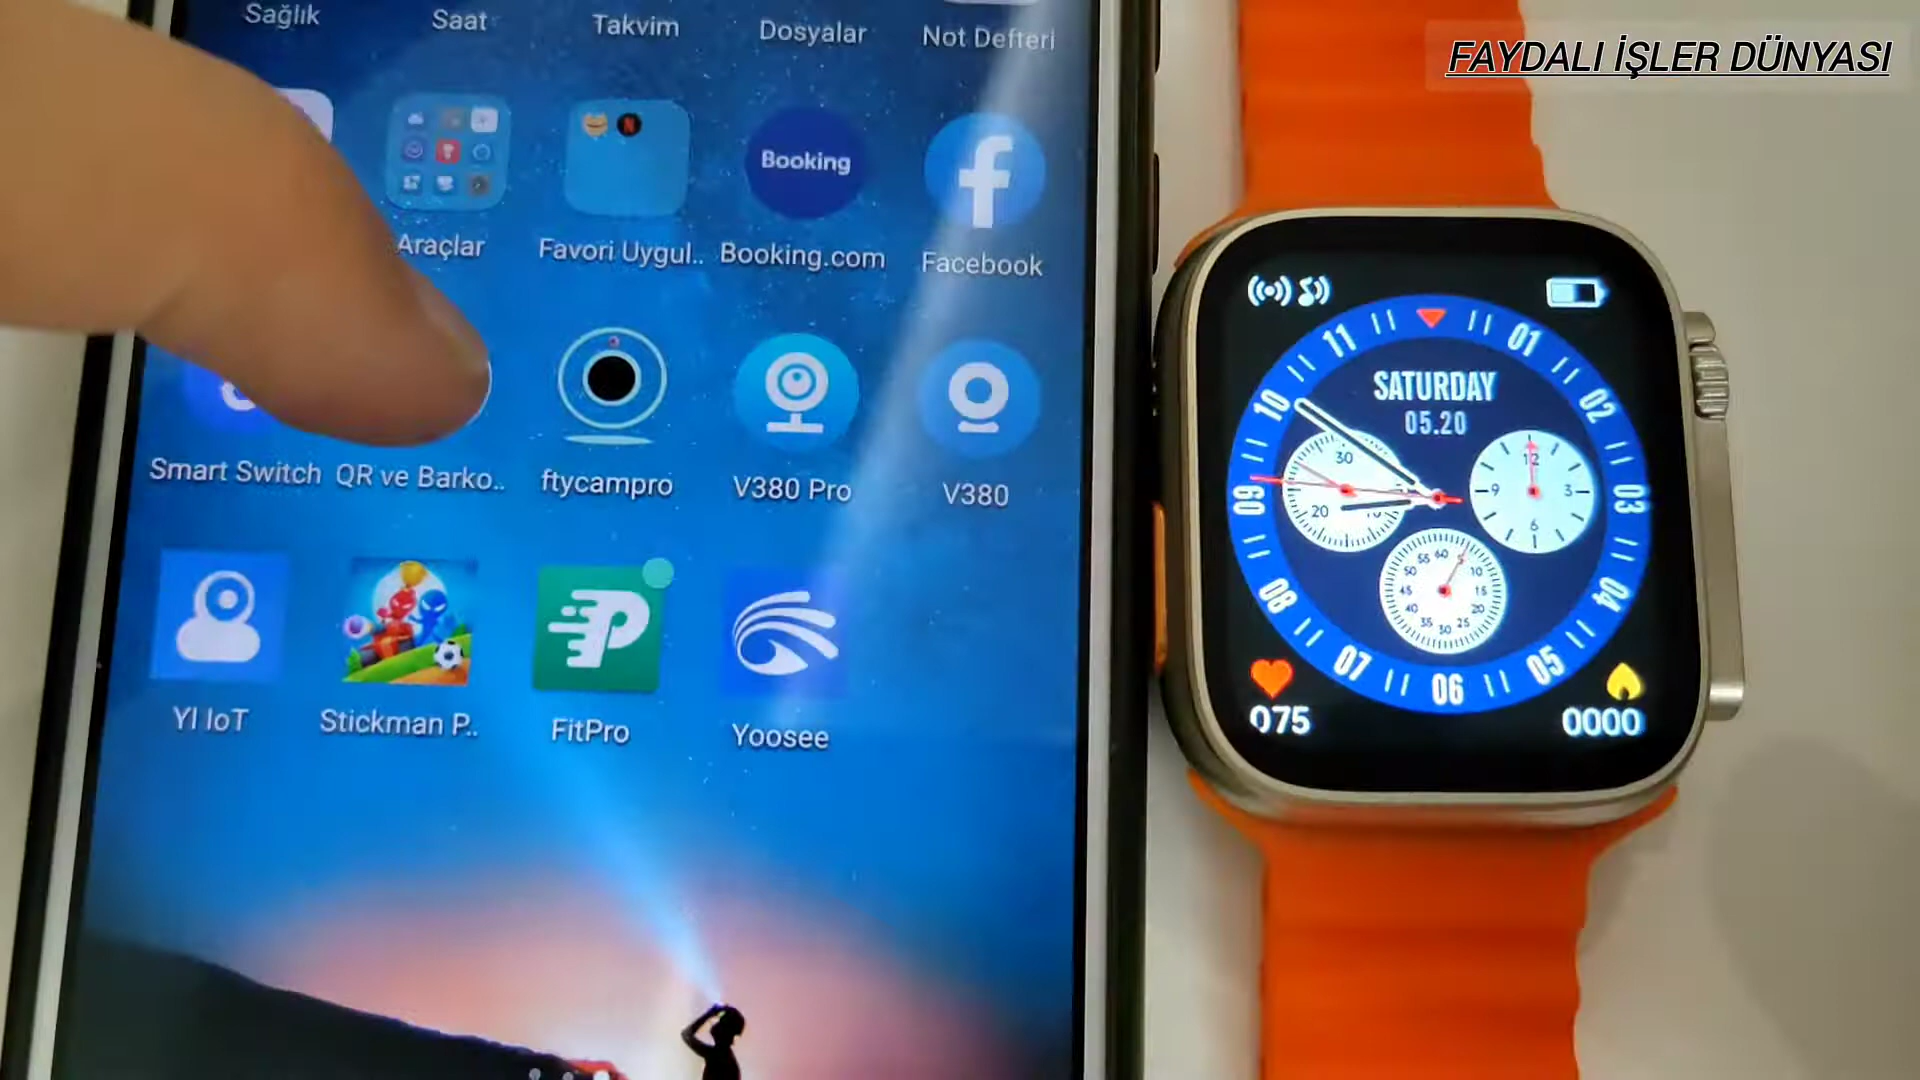 FAYDALI İŞLER DÜNYASI
Sağlık
Saat
Takvim
Dosyalar
Not Defteri
Booking
Araçlar
Favori Uygul..
Booking.com
Facebook
Smart Switch
QR ve Barko..
ftycampro
V380 Pro
V380
YI IoT
Stickman P..
FitPro
Yoosee
SATURDAY
05.20
11
01
10
02
09
03
08
04
07
06
05
30
20
10
12
9
3
6
60
55
50
10
45
15
40
20
35
30
25
075
0000